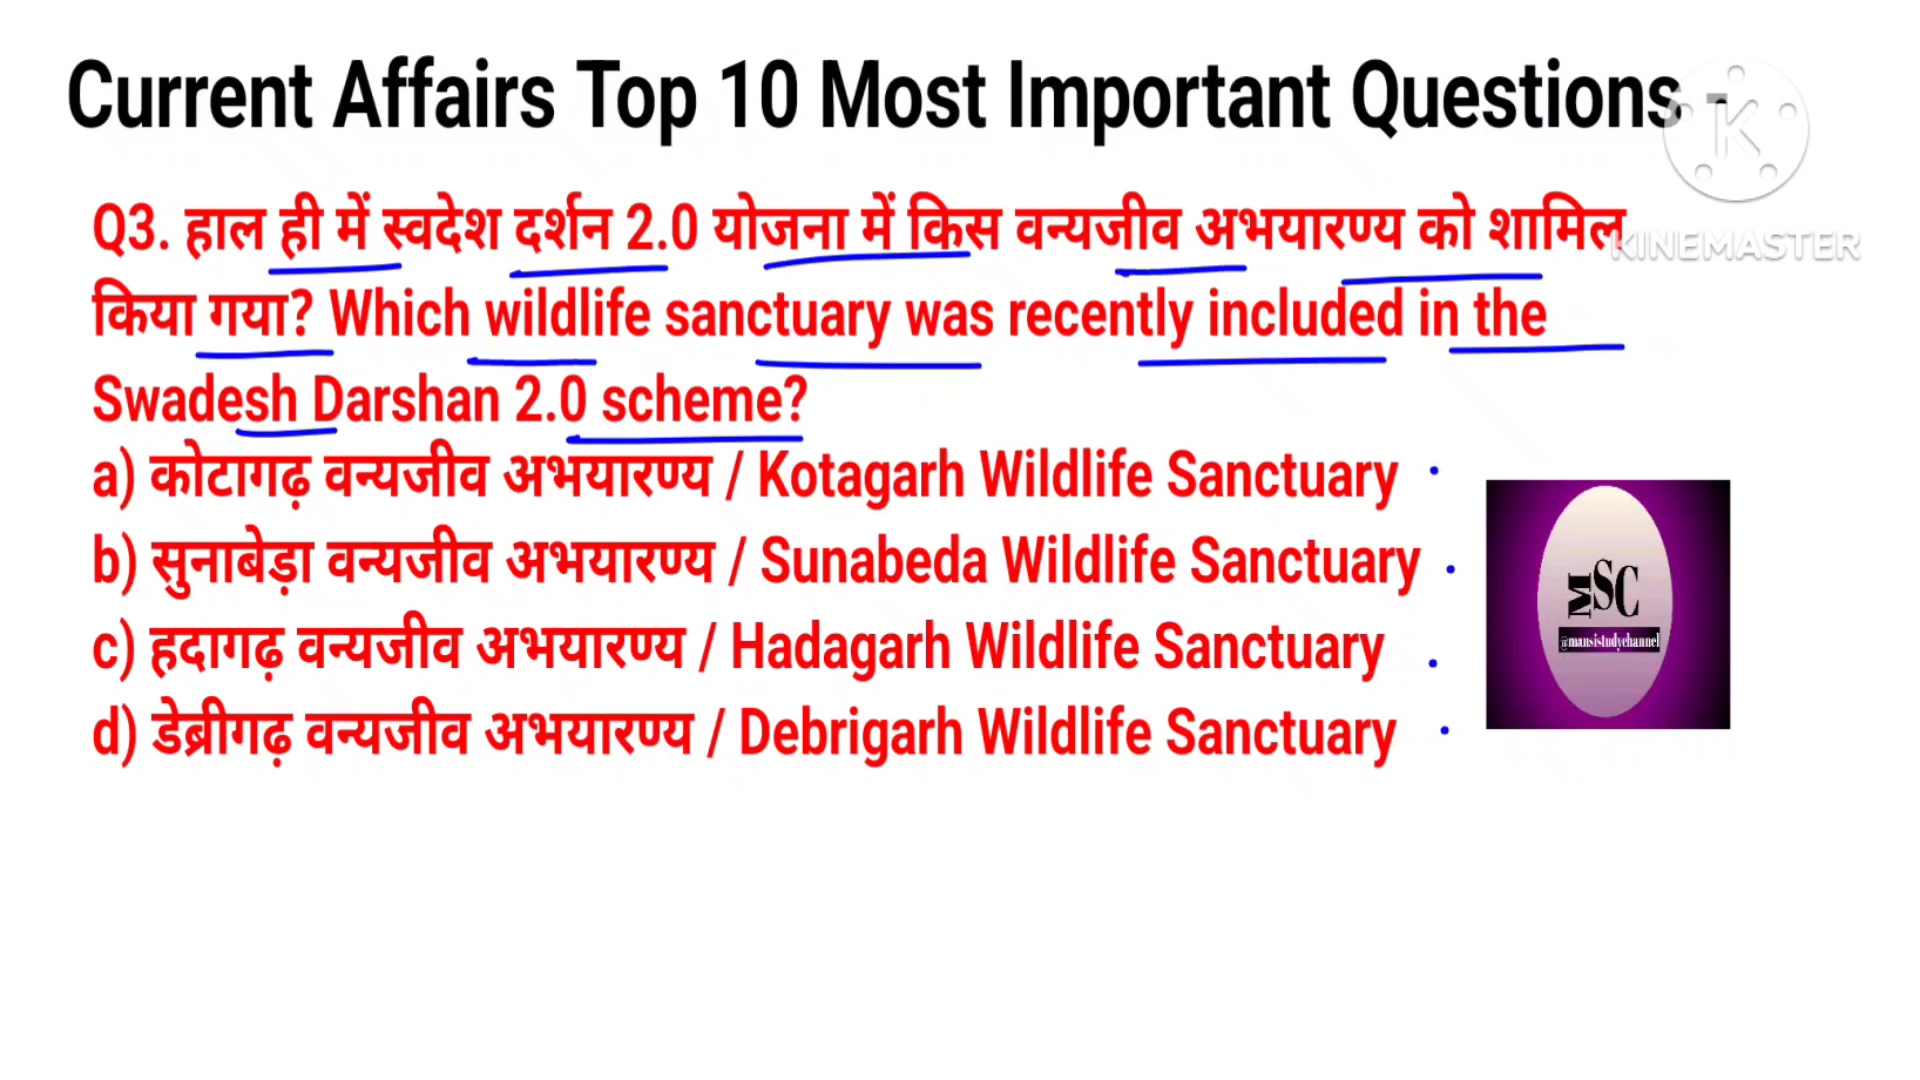 Current Affairs Top 10 Most Important Questions -
Q3. हाल ही में स्वदेश दर्शन 2.0 योजना में किस वन्यजीव अभयारण्य को शामिल
किया गया? Which wildlife sanctuary was recently included in the
Swadesh Darshan 2.0 scheme?
a) कोटागढ़ वन्यजीव अभयारण्य / Kotagarh Wildlife Sanctuary
b) सुनाबेड़ा वन्यजीव अभयारण्य / Sunabeda Wildlife Sanctuary
c) हदागढ़ वन्यजीव अभयारण्य / Hadagarh Wildlife Sanctuary
d) डेब्रीगढ़ वन्यजीव अभयारण्य / Debrigarh Wildlife Sanctuary
K
KINEMASTER
MSC
@mansistudychannel